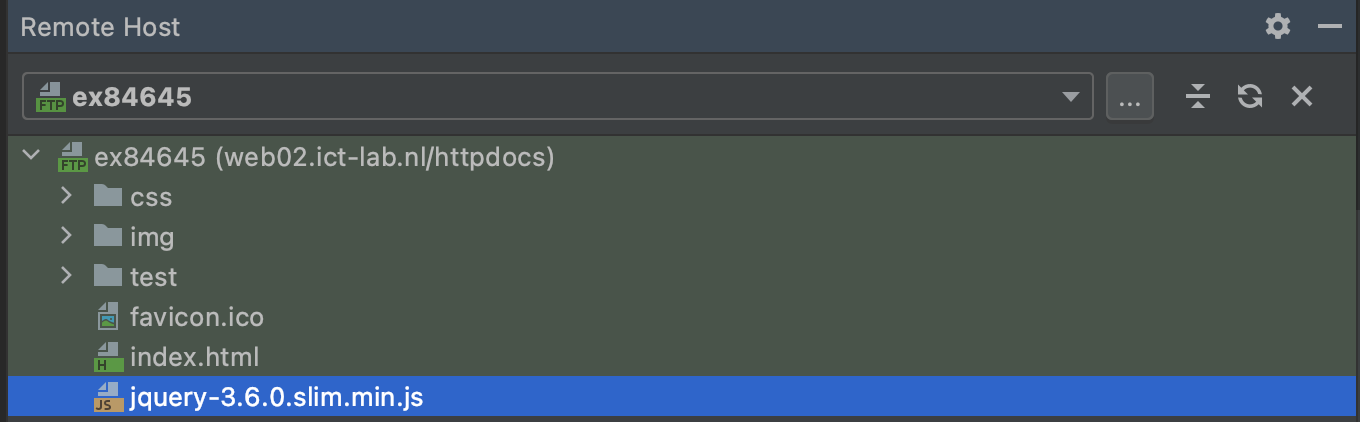 Remote Host
FTP ex84645 ...
FTP ex84645 (web02.ict-lab.nl/httpdocs)
css
img
test
favicon.ico
H index.html
JS jquery-3.6.0.slim.min.js